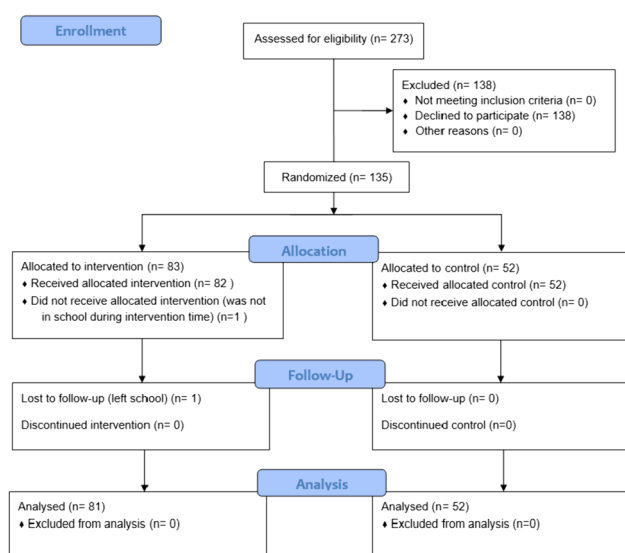 Enrollment
Assessed for eligibility (n= 273)
Excluded (n= 138)
♦ Not meeting inclusion criteria (n= 0)
♦ Declined to participate (n= 138)
♦ Other reasons (n= 0)
Randomized (n= 135)
Allocation
Allocated to intervention (n= 83)
♦ Received allocated intervention (n= 82 )
♦ Did not receive allocated intervention (was not
in school during intervention time) (n=1 )
Allocated to control (n= 52)
♦ Received allocated control (n= 52)
♦ Did not receive allocated control (n= 0)
Follow-Up
Lost to follow-up (left school) (n= 1)
Discontinued intervention (n= 0)
Lost to follow-up (n= 0)
Discontinued control (n=0)
Analysis
Analysed (n= 81)
♦ Excluded from analysis (n= 0)
Analysed (n= 52)
♦ Excluded from analysis (n=0)